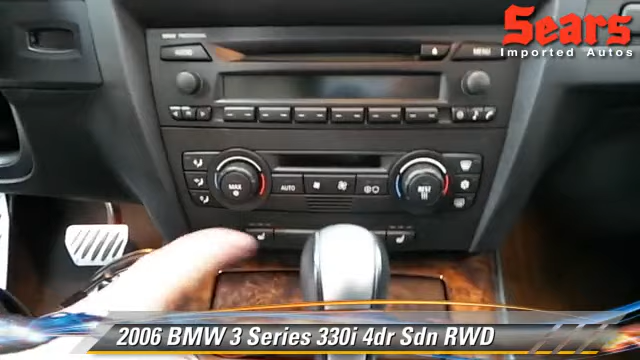 Sears
Imported Autos
MENU
AUTO
MAX
REST
2006 BMW 3 Series 330i 4dr Sdn RWD